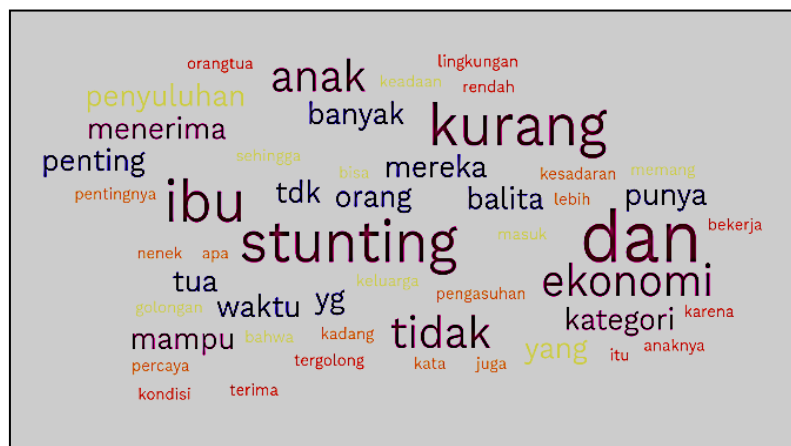 orangtua
lingkungan
anak
keadaan
rendah
penyuluhan
banyak
kurang
menerima
penting
sehingga
bisa
mereka
kesadaran
memang
pentingnya
ibu
tdk
orang
balita
lebih
punya
stunting
masuk
dan
bekerja
nenek
apa
tua
keluarga
ekonomi
golongan
waktu
yg
pengasuhan
kategori
karena
mampu
bahwa
kadang
tidak
yang
itu
anaknya
percaya
tergolong
kata
juga
kondisi
terima